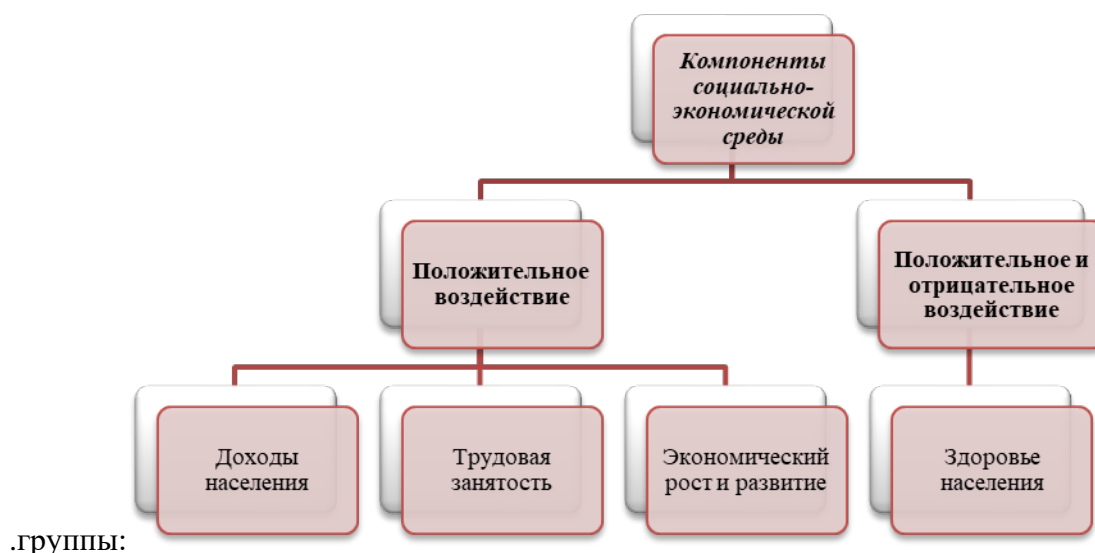 Компоненты
социально-
экономической
среды
Положительное
воздействие
Положительное и
отрицательное
воздействие
Доходы
населения
Трудовая
занятость
Экономический
рост и развитие
Здоровье
населения
.группы: